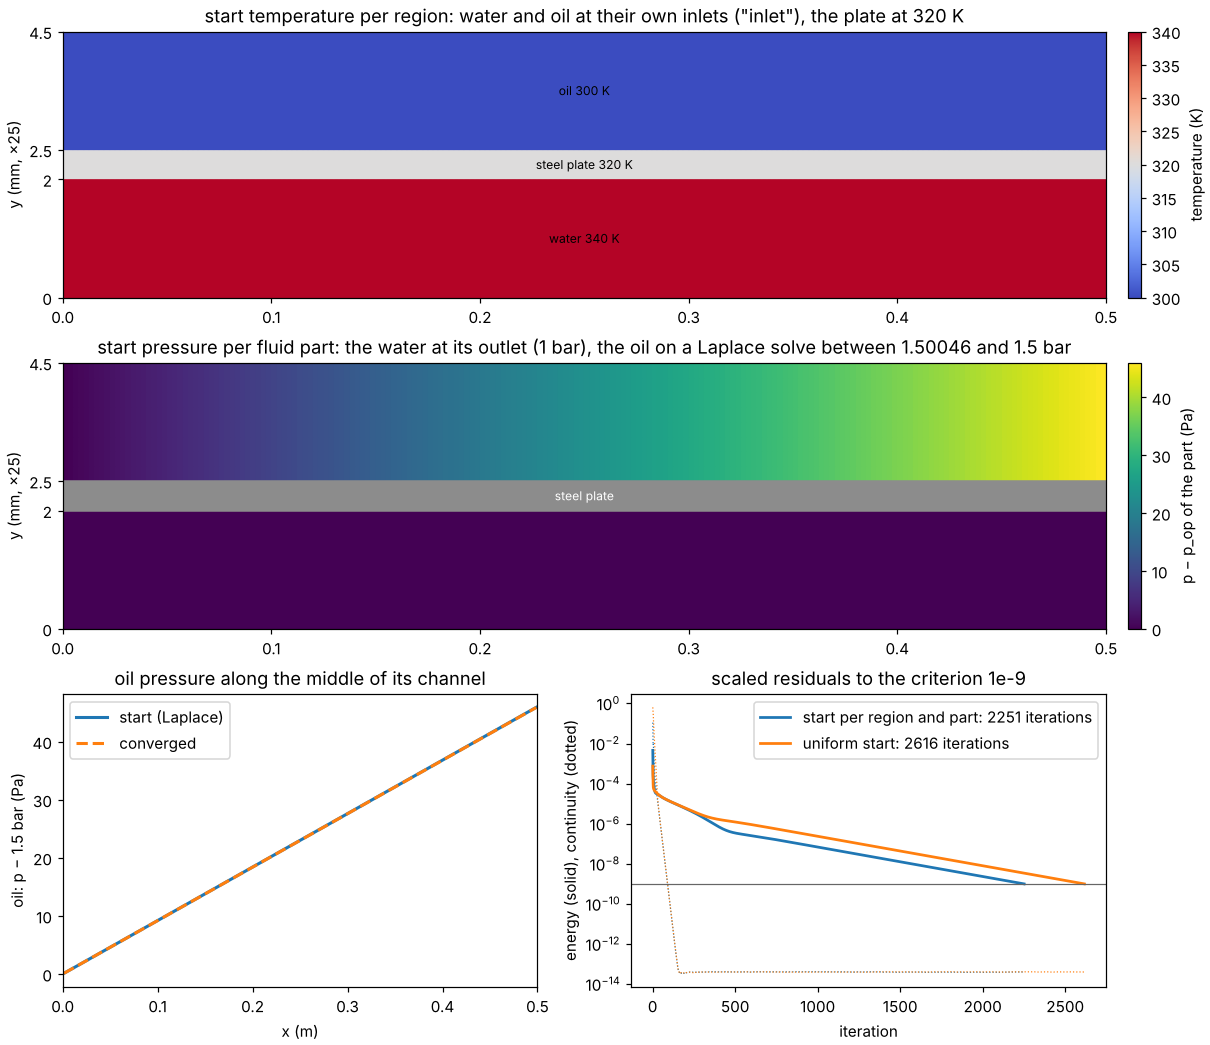 start temperature per region: water and oil at their own inlets ("inlet"), the plate at 320 K
4.5
2.5
2
0
y (mm, ×25)
oil 300 K
steel plate 320 K
water 340 K
0.0 0.1 0.2 0.3 0.4 0.5
340
335
330
325
320
315
310
305
300
temperature (K)
start pressure per fluid part: the water at its outlet (1 bar), the oil on a Laplace solve between 1.50046 and 1.5 bar
4.5
2.5
2
0
y (mm, ×25)
steel plate
0.0 0.1 0.2 0.3 0.4 0.5
40
30
20
10
0
p − p_op of the part (Pa)
oil pressure along the middle of its channel
start (Laplace)
converged
40
30
20
10
0
oil: p − 1.5 bar (Pa)
0.0 0.1 0.2 0.3 0.4 0.5
x (m)
scaled residuals to the criterion 1e-9
start per region and part: 2251 iterations
uniform start: 2616 iterations
10⁰
10⁻²
10⁻⁴
10⁻⁶
10⁻⁸
10⁻¹⁰
10⁻¹²
10⁻¹⁴
energy (solid), continuity (dotted)
0 500 1000 1500 2000 2500
iteration